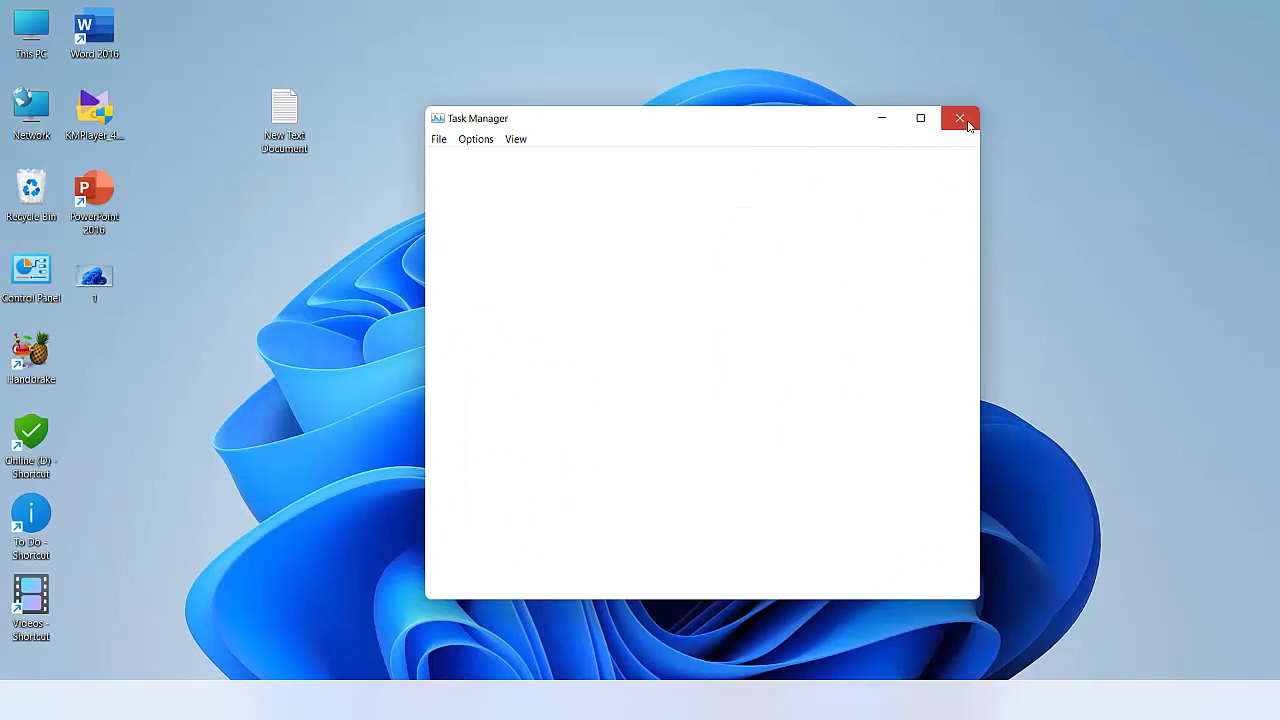 This PC
Word 2016
Network
KMPlayer_4...
New Text
Document
Recycle Bin
PowerPoint
2016
Control Panel
1
Handbrake
Online (D) -
Shortcut
To Do -
Shortcut
Videos -
Shortcut
Task Manager
File Options View